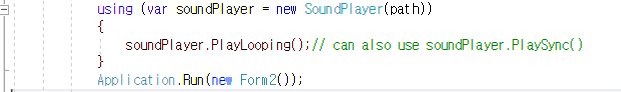 using (var soundPlayer = new SoundPlayer(path))
{
soundPlayer.PlayLooping();// can also use soundPlayer.PlaySync()
}
Application.Run(new Form2());